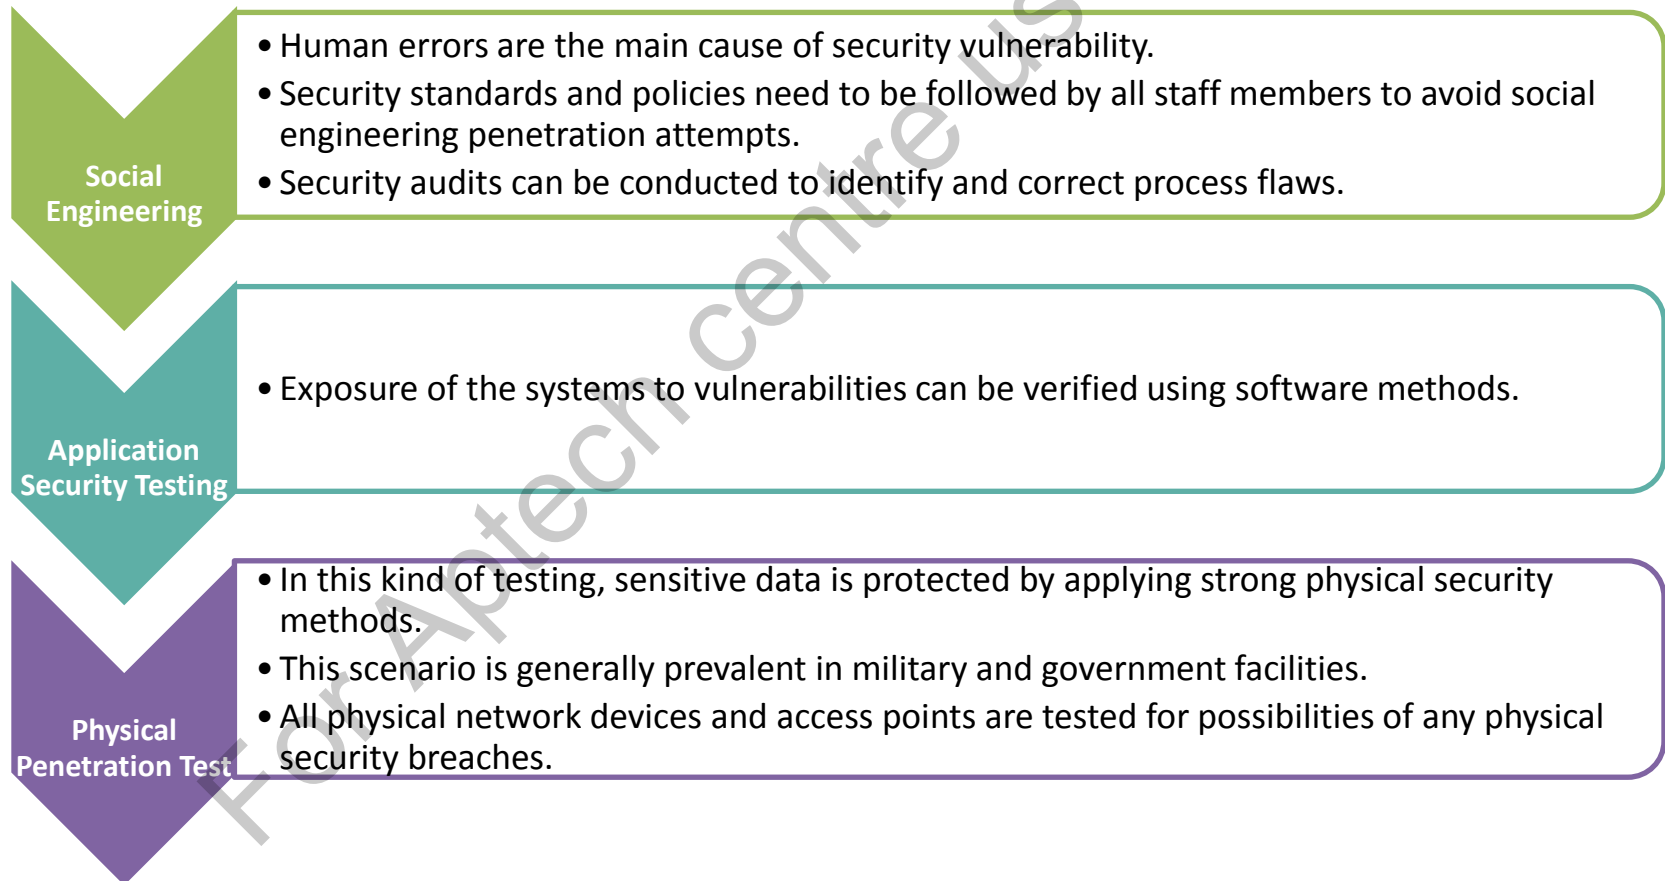 Social
Engineering
• Human errors are the main cause of security vulnerability.
• Security standards and policies need to be followed by all staff members to avoid social
engineering penetration attempts.
• Security audits can be conducted to identify and correct process flaws.
Application
Security Testing
• Exposure of the systems to vulnerabilities can be verified using software methods.
Physical
Penetration Test
• In this kind of testing, sensitive data is protected by applying strong physical security
methods.
• This scenario is generally prevalent in military and government facilities.
• All physical network devices and access points are tested for possibilities of any physical
security breaches.
For Aptech centre